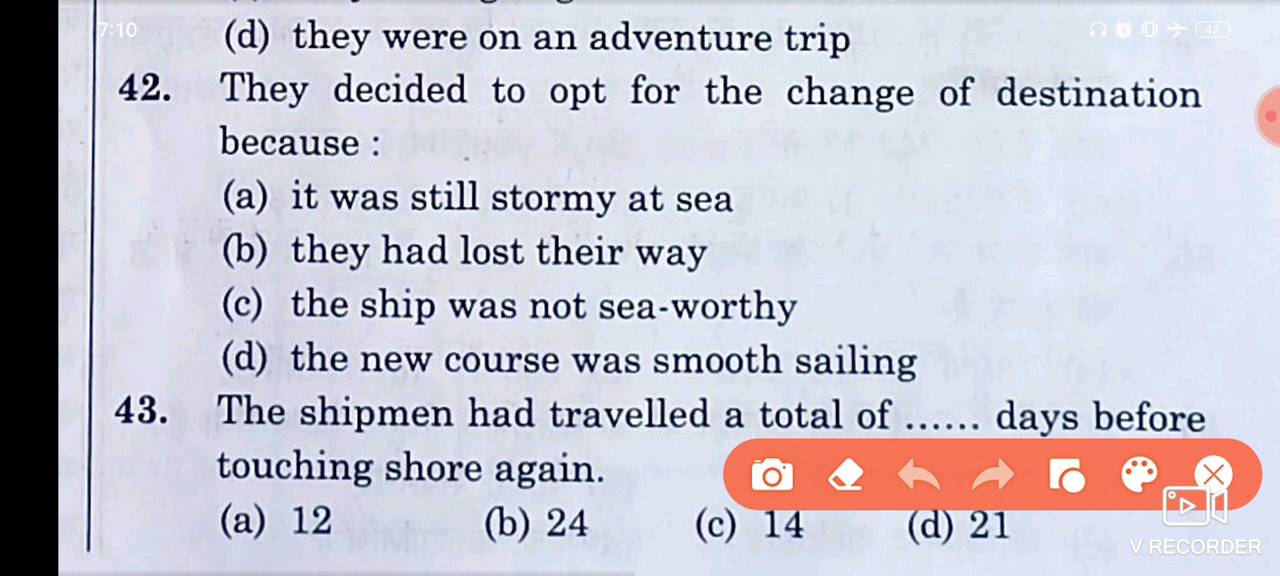 7:10
42
(d) they were on an adventure trip
42. They decided to opt for the change of destination
because :
(a) it was still stormy at sea
(b) they had lost their way
(c) the ship was not sea-worthy
(d) the new course was smooth sailing
43. The shipmen had travelled a total of ...... days before
touching shore again.
(a) 12 (b) 24 (c) 14 (d) 21
V RECORDER